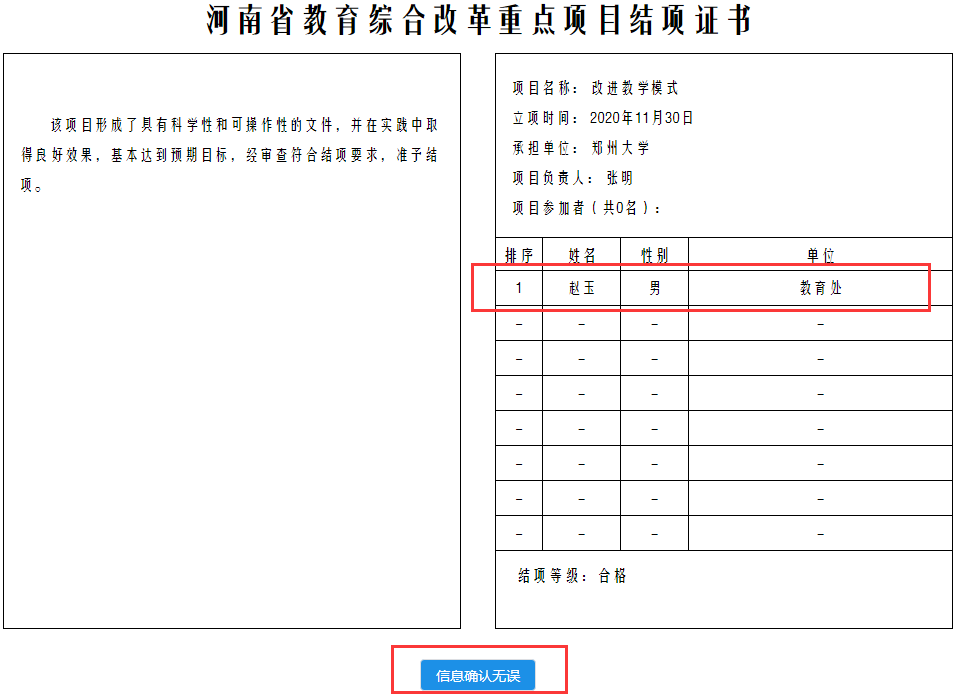 河南省教育综合改革重点项目结项证书
该项目形成了具有科学性和可操作性的文件，并在实践中取
得良好效果，基本达到预期目标，经审查符合结项要求，准予结
项。
项目名称： 改进教学模式
立项时间： 2020年11月30日
承担单位： 郑州大学
项目负责人： 张明
项目参加者（共0名）：
排序 姓名 性别 单位
1 赵玉 男 教育处
– – – –
– – – –
– – – –
– – – –
– – – –
– – – –
– – – –
结项等级：合格
信息确认无误